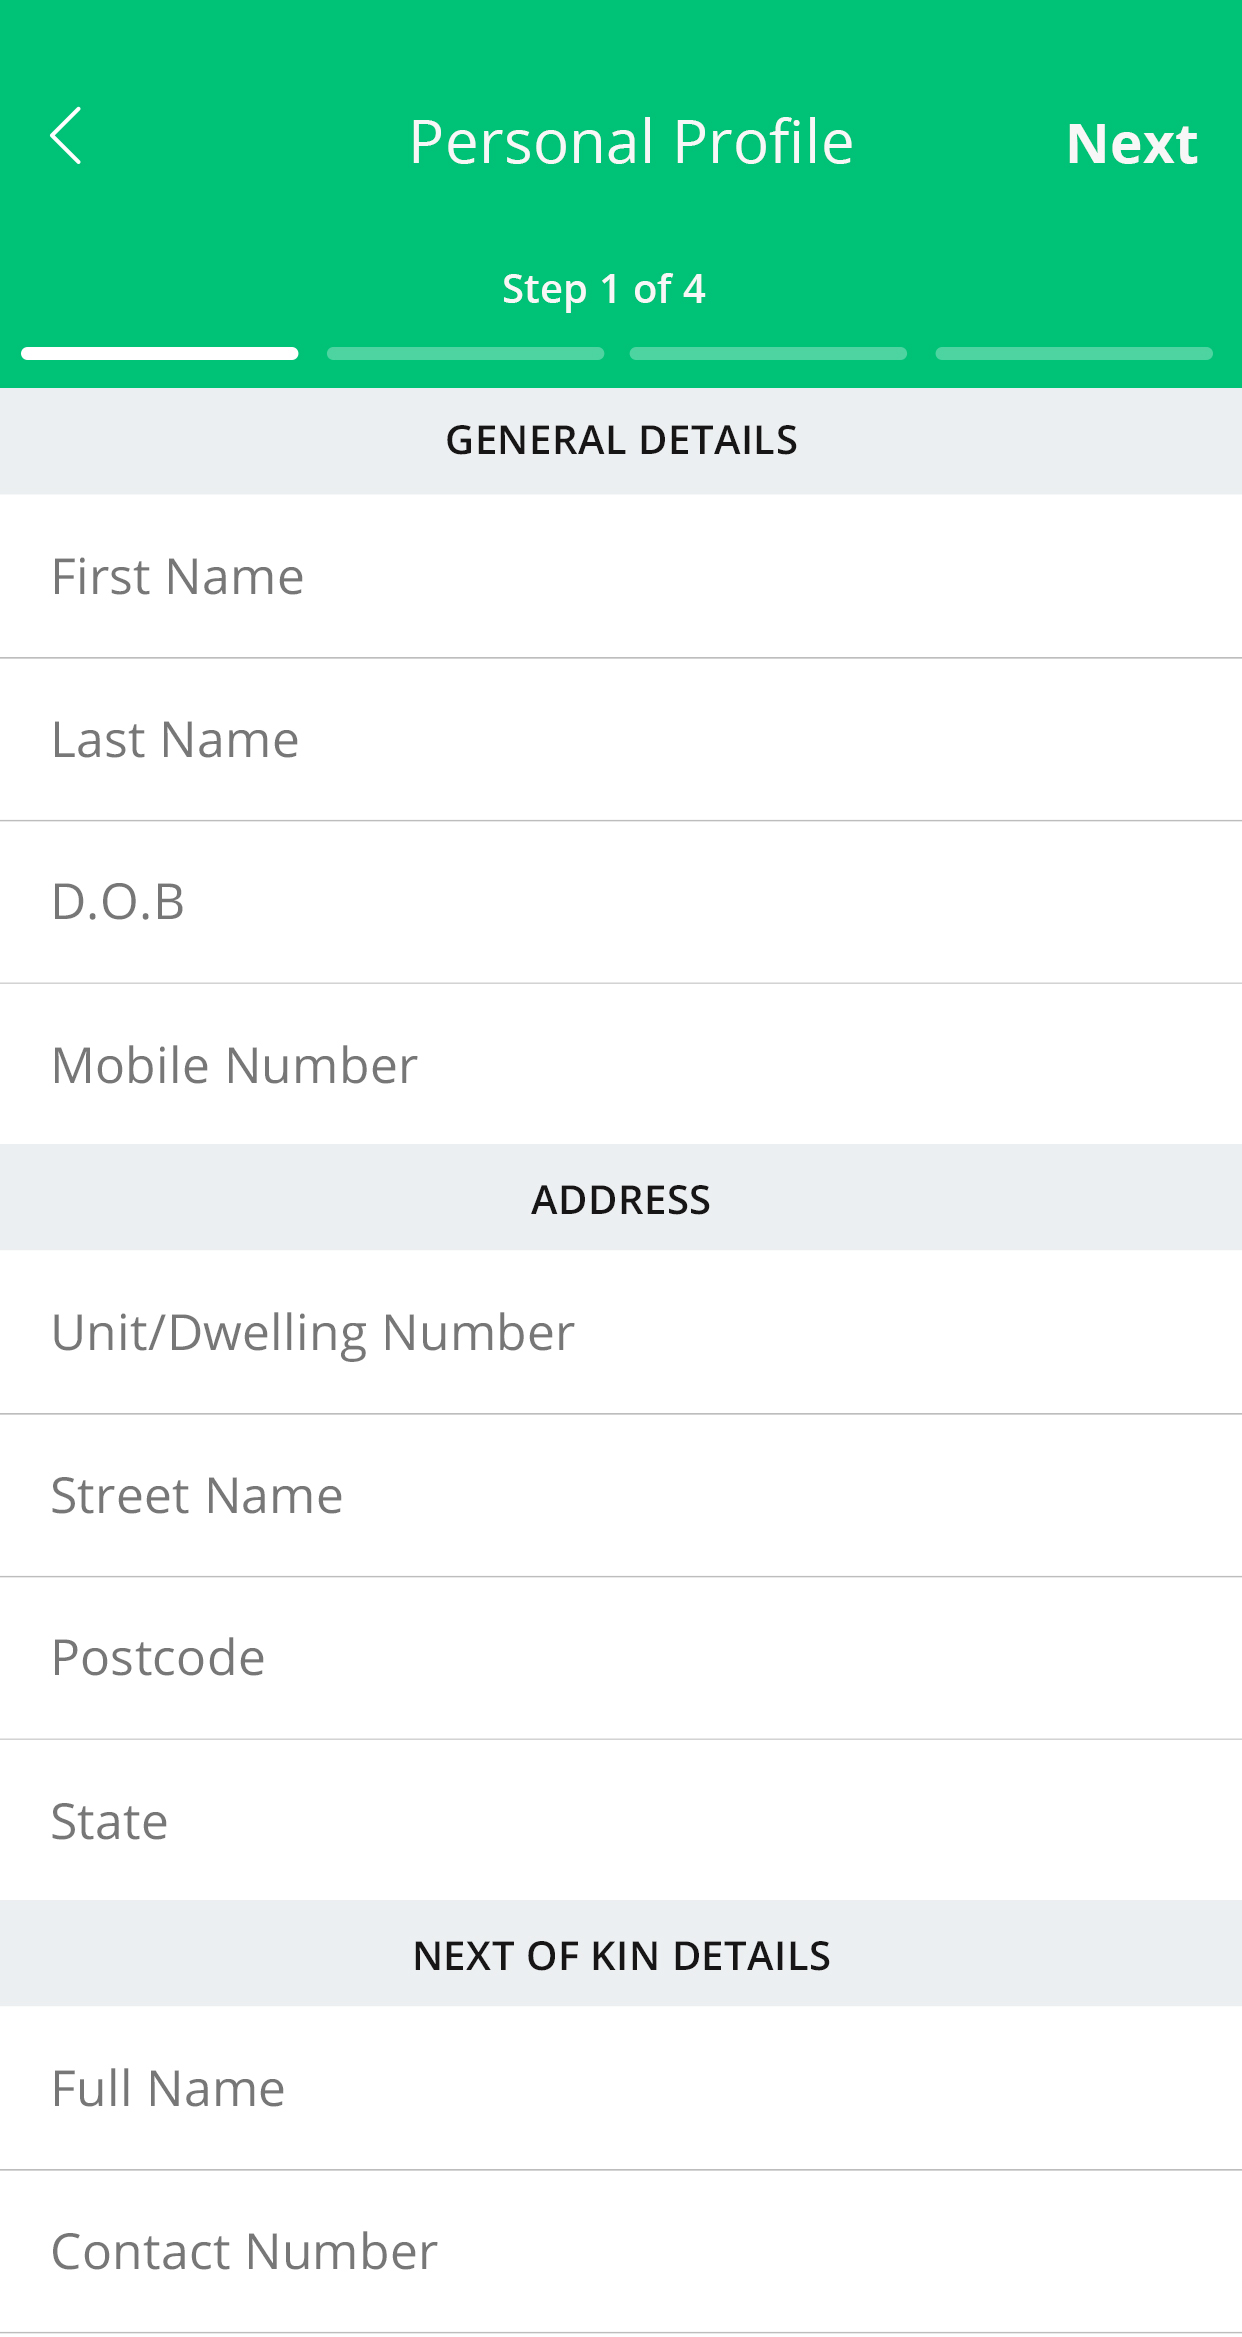 Personal Profile
Next
Step 1 of 4
GENERAL DETAILS
First Name
Last Name
D.O.B
Mobile Number
ADDRESS
Unit/Dwelling Number
Street Name
Postcode
State
NEXT OF KIN DETAILS
Full Name
Contact Number